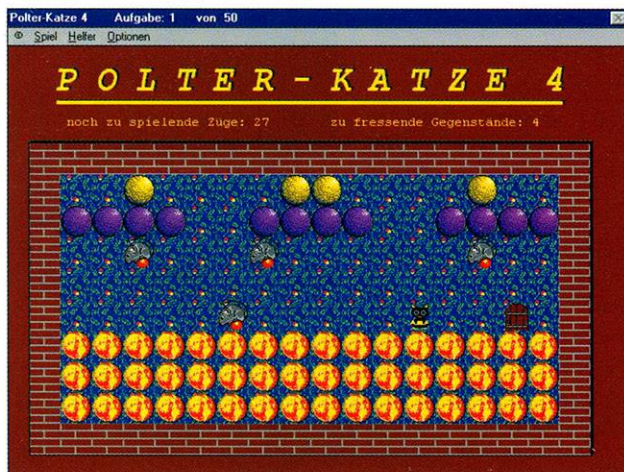 Polter-Katze 4 Aufgabe: 1 von 50
© Spiel Helfer Optionen
POLTER-KATZE 4
noch zu spielende Züge: 27 zu fressende Gegenstände: 4